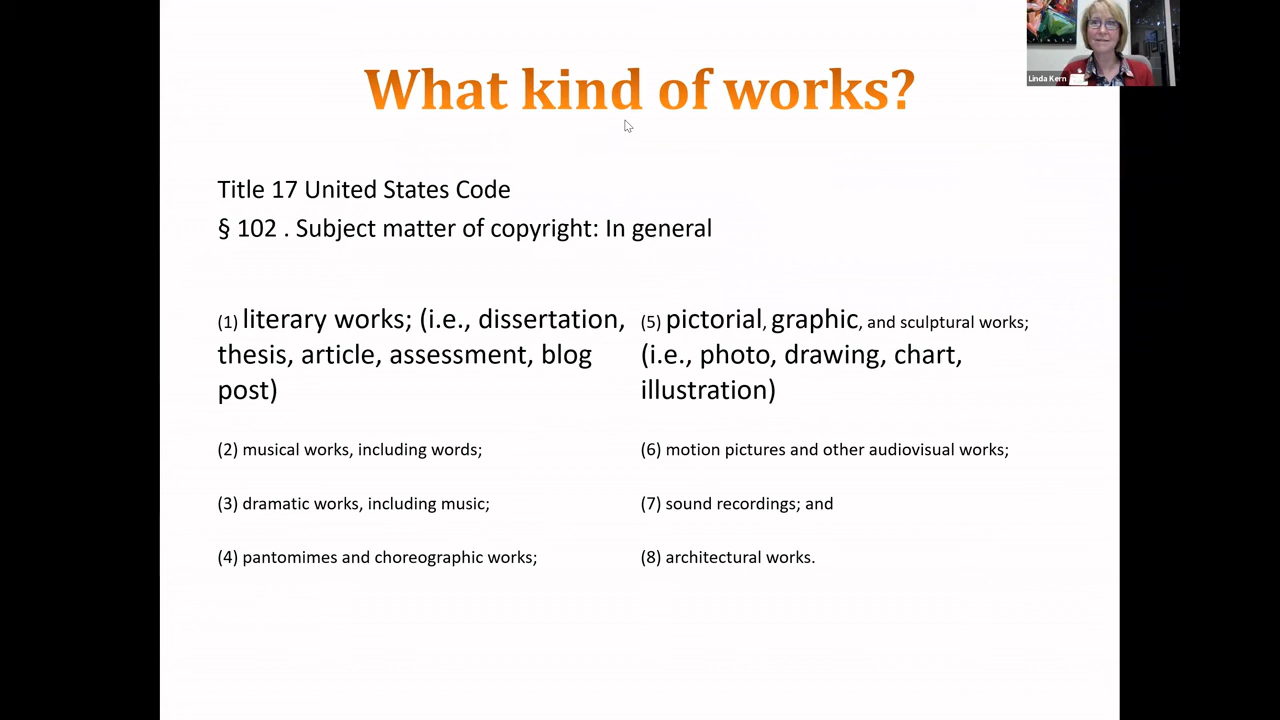 What kind of works?
Linda Kern
Title 17 United States Code
§ 102 . Subject matter of copyright: In general
(1) literary works; (i.e., dissertation,
thesis, article, assessment, blog
post)
(2) musical works, including words;
(3) dramatic works, including music;
(4) pantomimes and choreographic works;
(5) pictorial, graphic, and sculptural works;
(i.e., photo, drawing, chart,
illustration)
(6) motion pictures and other audiovisual works;
(7) sound recordings; and
(8) architectural works.